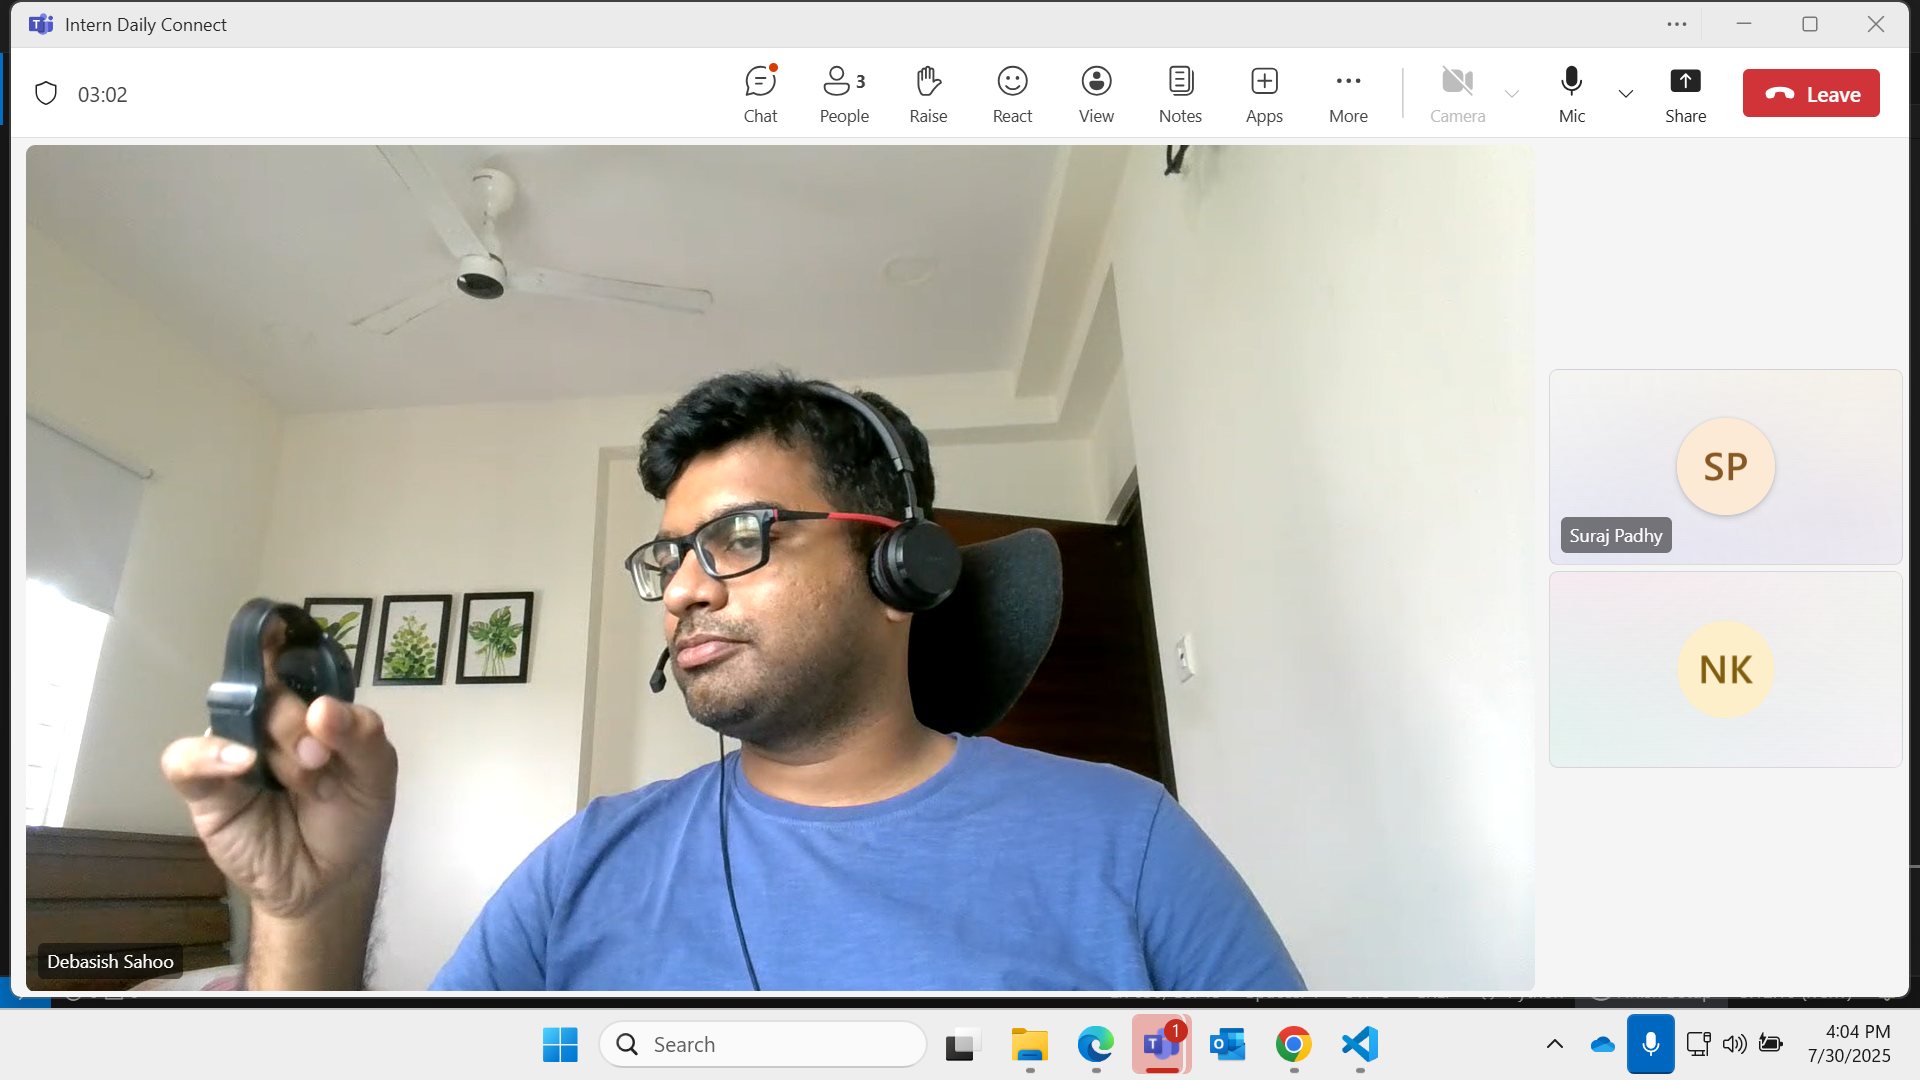 Intern Daily Connect
03:02
Chat
People 3
Raise
React
View
Notes
Apps
More
Camera
Mic
Share
Leave
SP
Suraj Padhy
NK
Debasish Sahoo
Search
1
4:04 PM
7/30/2025